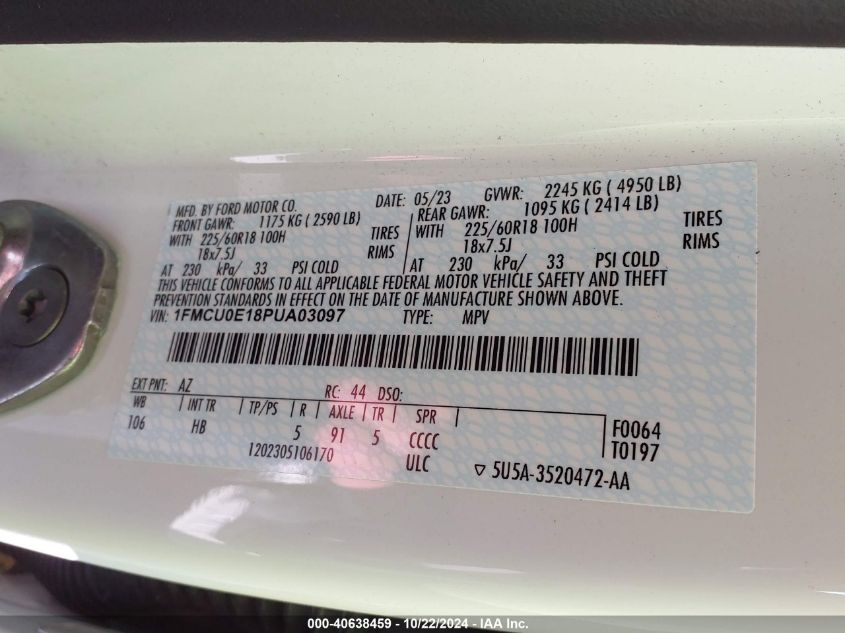 MFD. BY FORD MOTOR CO. DATE: 05/23 GVWR: 2245 KG ( 4950 LB)
FRONT GAWR: 1175 KG ( 2590 LB) REAR GAWR: 1095 KG ( 2414 LB)
WITH 225/60R18 100H TIRES WITH 225/60R18 100H TIRES
18x7.5J RIMS 18x7.5J RIMS
AT 230 kPa/ 33 PSI COLD AT 230 kPa/ 33 PSI COLD
THIS VEHICLE CONFORMS TO ALL APPLICABLE FEDERAL MOTOR VEHICLE SAFETY AND THEFT
PREVENTION STANDARDS IN EFFECT ON THE DATE OF MANUFACTURE SHOWN ABOVE.
VIN: 1FMCU0E18PUA03097 TYPE: MPV
EXT PNT: AZ RC: 44 DSO:
WB INT TR TP/PS R AXLE TR SPR F0064
106 HB 5 91 5 CCCC T0197
1202305106170 ULC ▽ 5U5A-3520472-AA
000-40638459 - 10/22/2024 - IAA Inc.